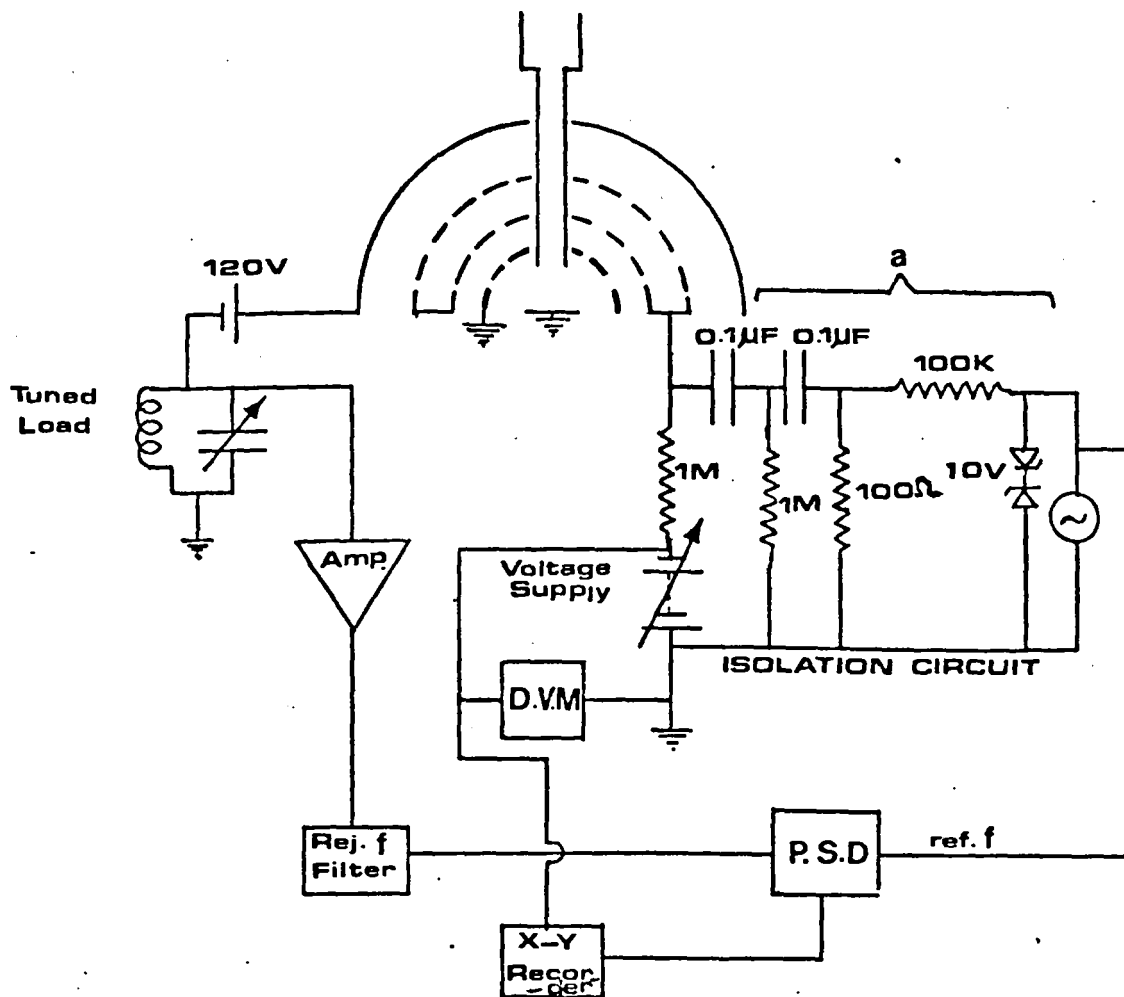 a
120V
0.1µF 0.1µF
100K
Tuned
Load
1M
1M
100Ω
10V
~
Amp.
Voltage
Supply
ISOLATION CIRCUIT
D.V.M
Rej. f
Filter
P.S.D
ref. f
X-Y
Recor
-der